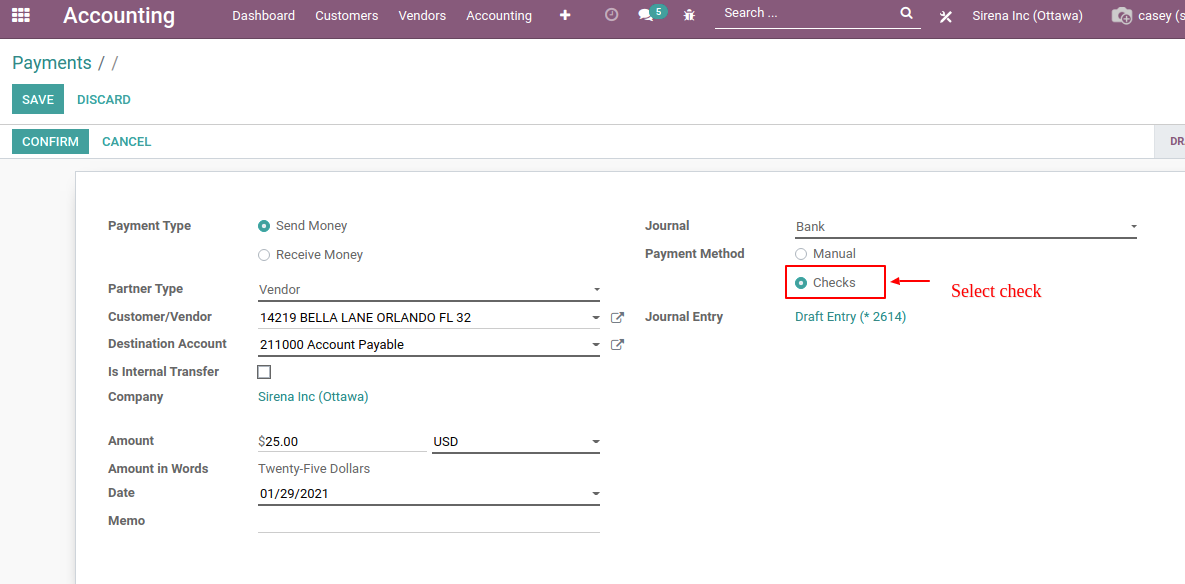 Accounting Dashboard Customers Vendors Accounting 5 Search ... Sirena Inc (Ottawa) casey (s
Payments / /
SAVE DISCARD
CONFIRM CANCEL DRA
Payment Type Send Money
Receive Money
Partner Type Vendor
Customer/Vendor 14219 BELLA LANE ORLANDO FL 32
Destination Account 211000 Account Payable
Is Internal Transfer
Company Sirena Inc (Ottawa)
Amount $25.00 USD
Amount in Words Twenty-Five Dollars
Date 01/29/2021
Memo
Journal Bank
Payment Method Manual
Checks Select check
Journal Entry Draft Entry (* 2614)